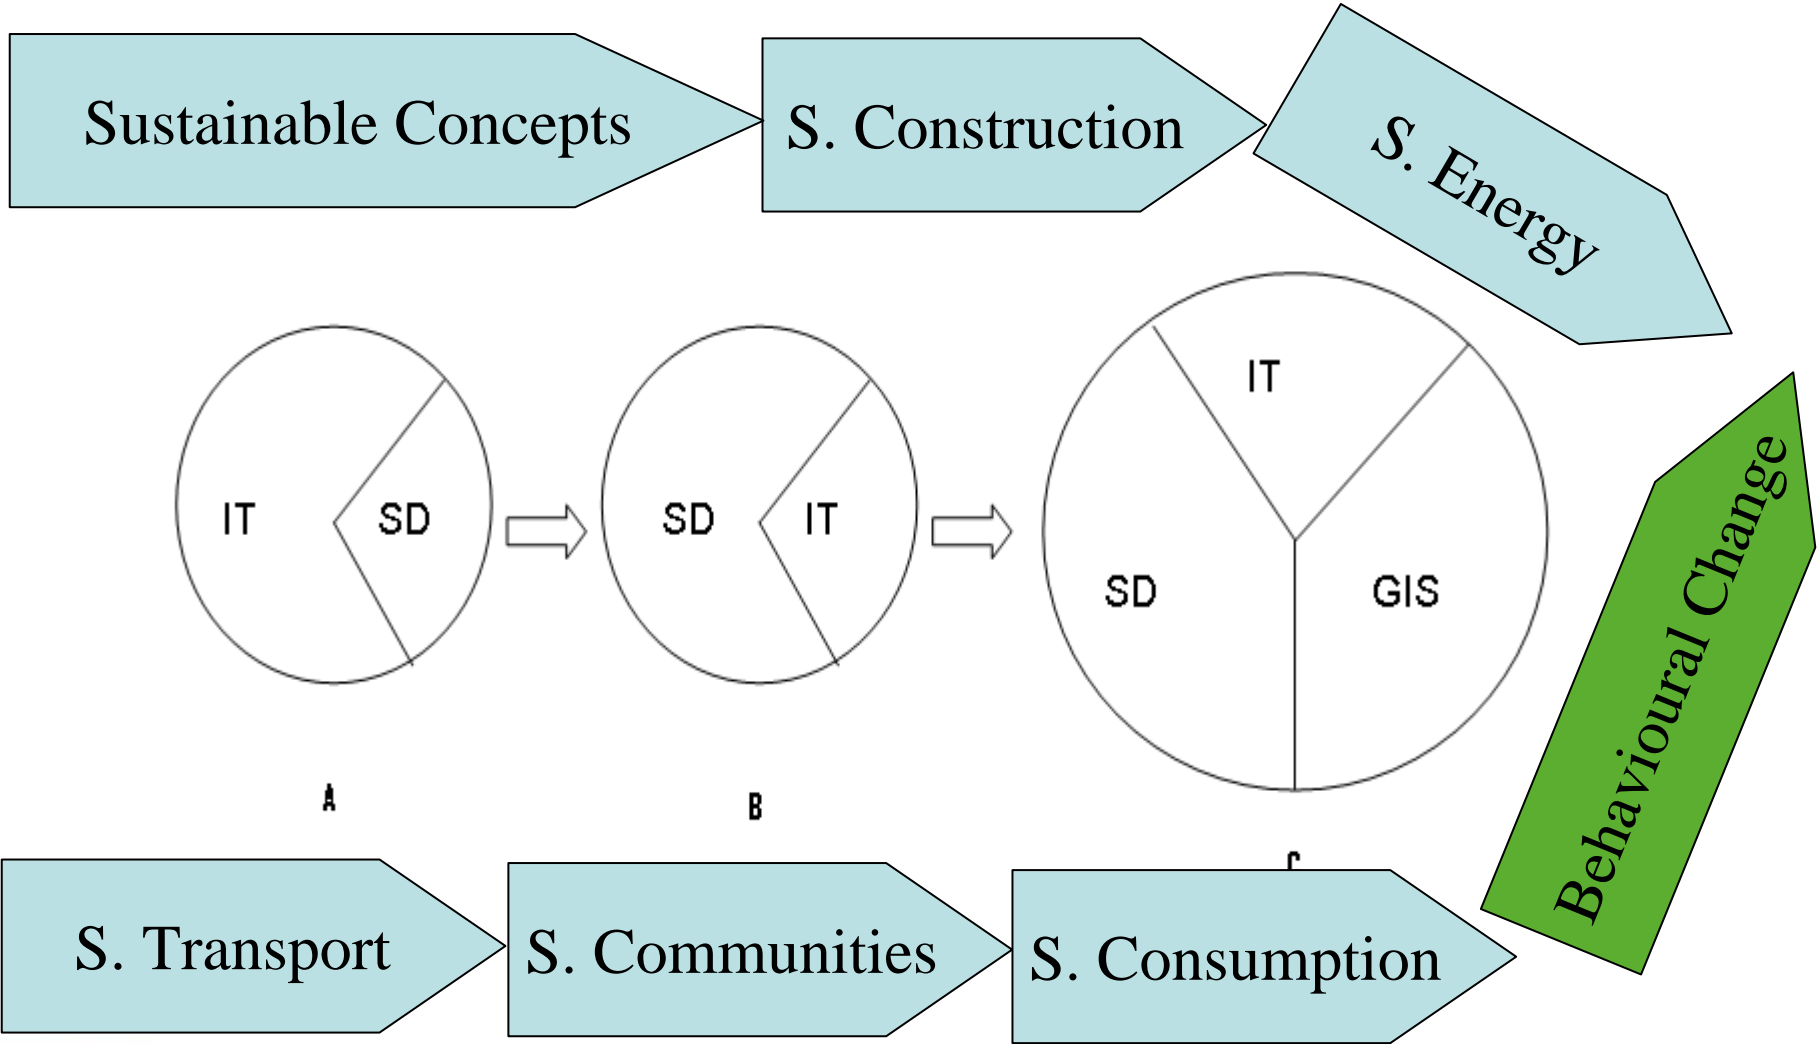 Sustainable Concepts
S. Construction
S. Energy
IT
SD
SD
IT
IT
SD
GIS
A
B
Behavioural Change
S. Transport
S. Communities
S. Consumption